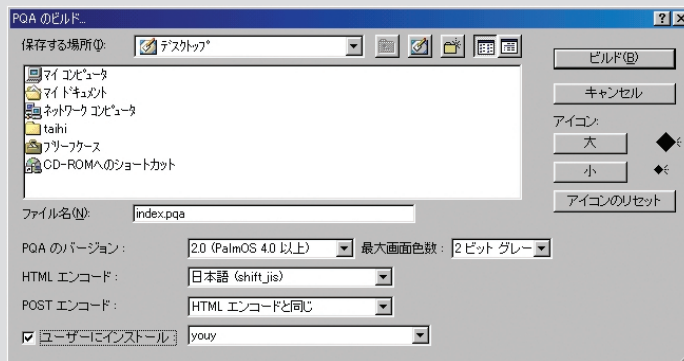 PQA のビルド...
保存する場所(I):
デスクトップ
マイ コンピュータ
マイ ドキュメント
ネットワーク コンピュータ
taihi
ブリーフケース
CD-ROMへのショートカット
ファイル名(N):
index.pqa
PQA のバージョン :
2.0 (PalmOS 4.0 以上)
最大画面色数 :
2 ビット グレー
HTML エンコード :
日本語 (shift_jis)
POST エンコード :
HTML エンコードと同じ
ユーザーにインストール :
youy
ビルド(B)
キャンセル
アイコン:
大
小
アイコンのリセット